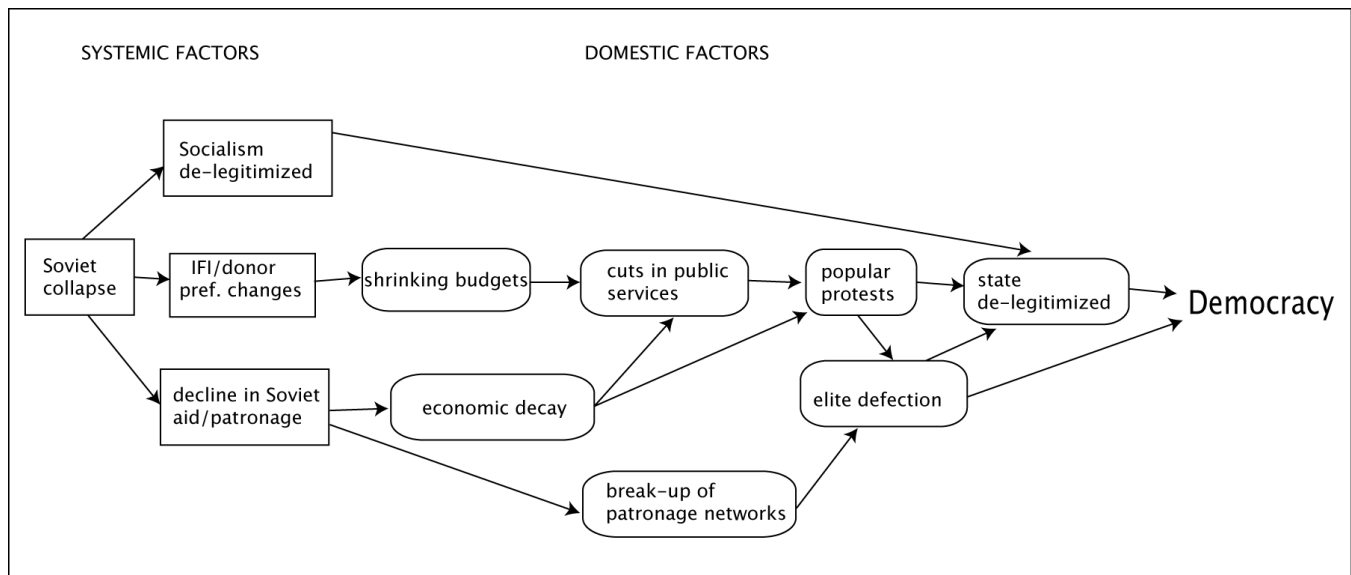 SYSTEMIC FACTORS
DOMESTIC FACTORS
Socialism
de-legitimized
Soviet
collapse
IFI/donor
pref. changes
shrinking budgets
cuts in public
services
popular
protests
state
de-legitimized
Democracy
decline in Soviet
aid/patronage
economic decay
elite defection
break-up of
patronage networks